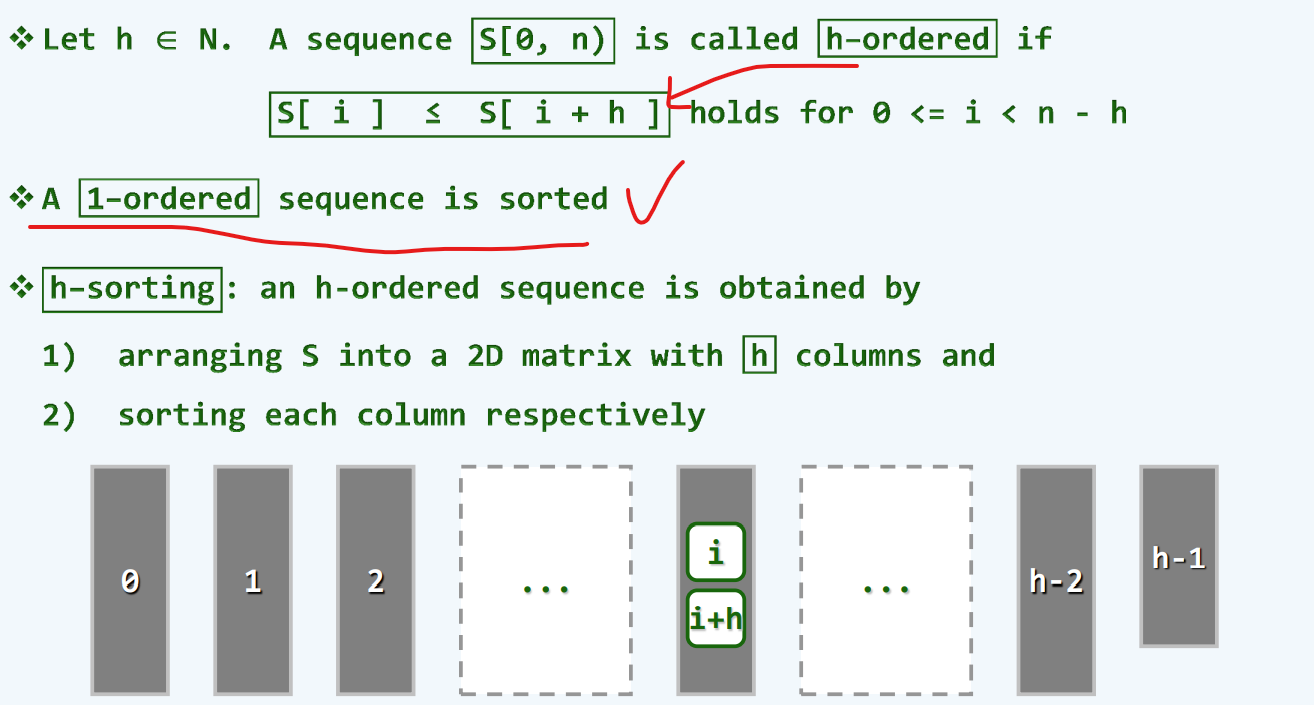 ❖ Let h ∈ N. A sequence S[0, n) is called h-ordered if
S[ i ] ≤ S[ i + h ] holds for 0 <= i < n - h
❖ A 1-ordered sequence is sorted
❖ h-sorting: an h-ordered sequence is obtained by
1) arranging S into a 2D matrix with h columns and
2) sorting each column respectively
0 1 2 ... i ... h-2 h-1
i+h